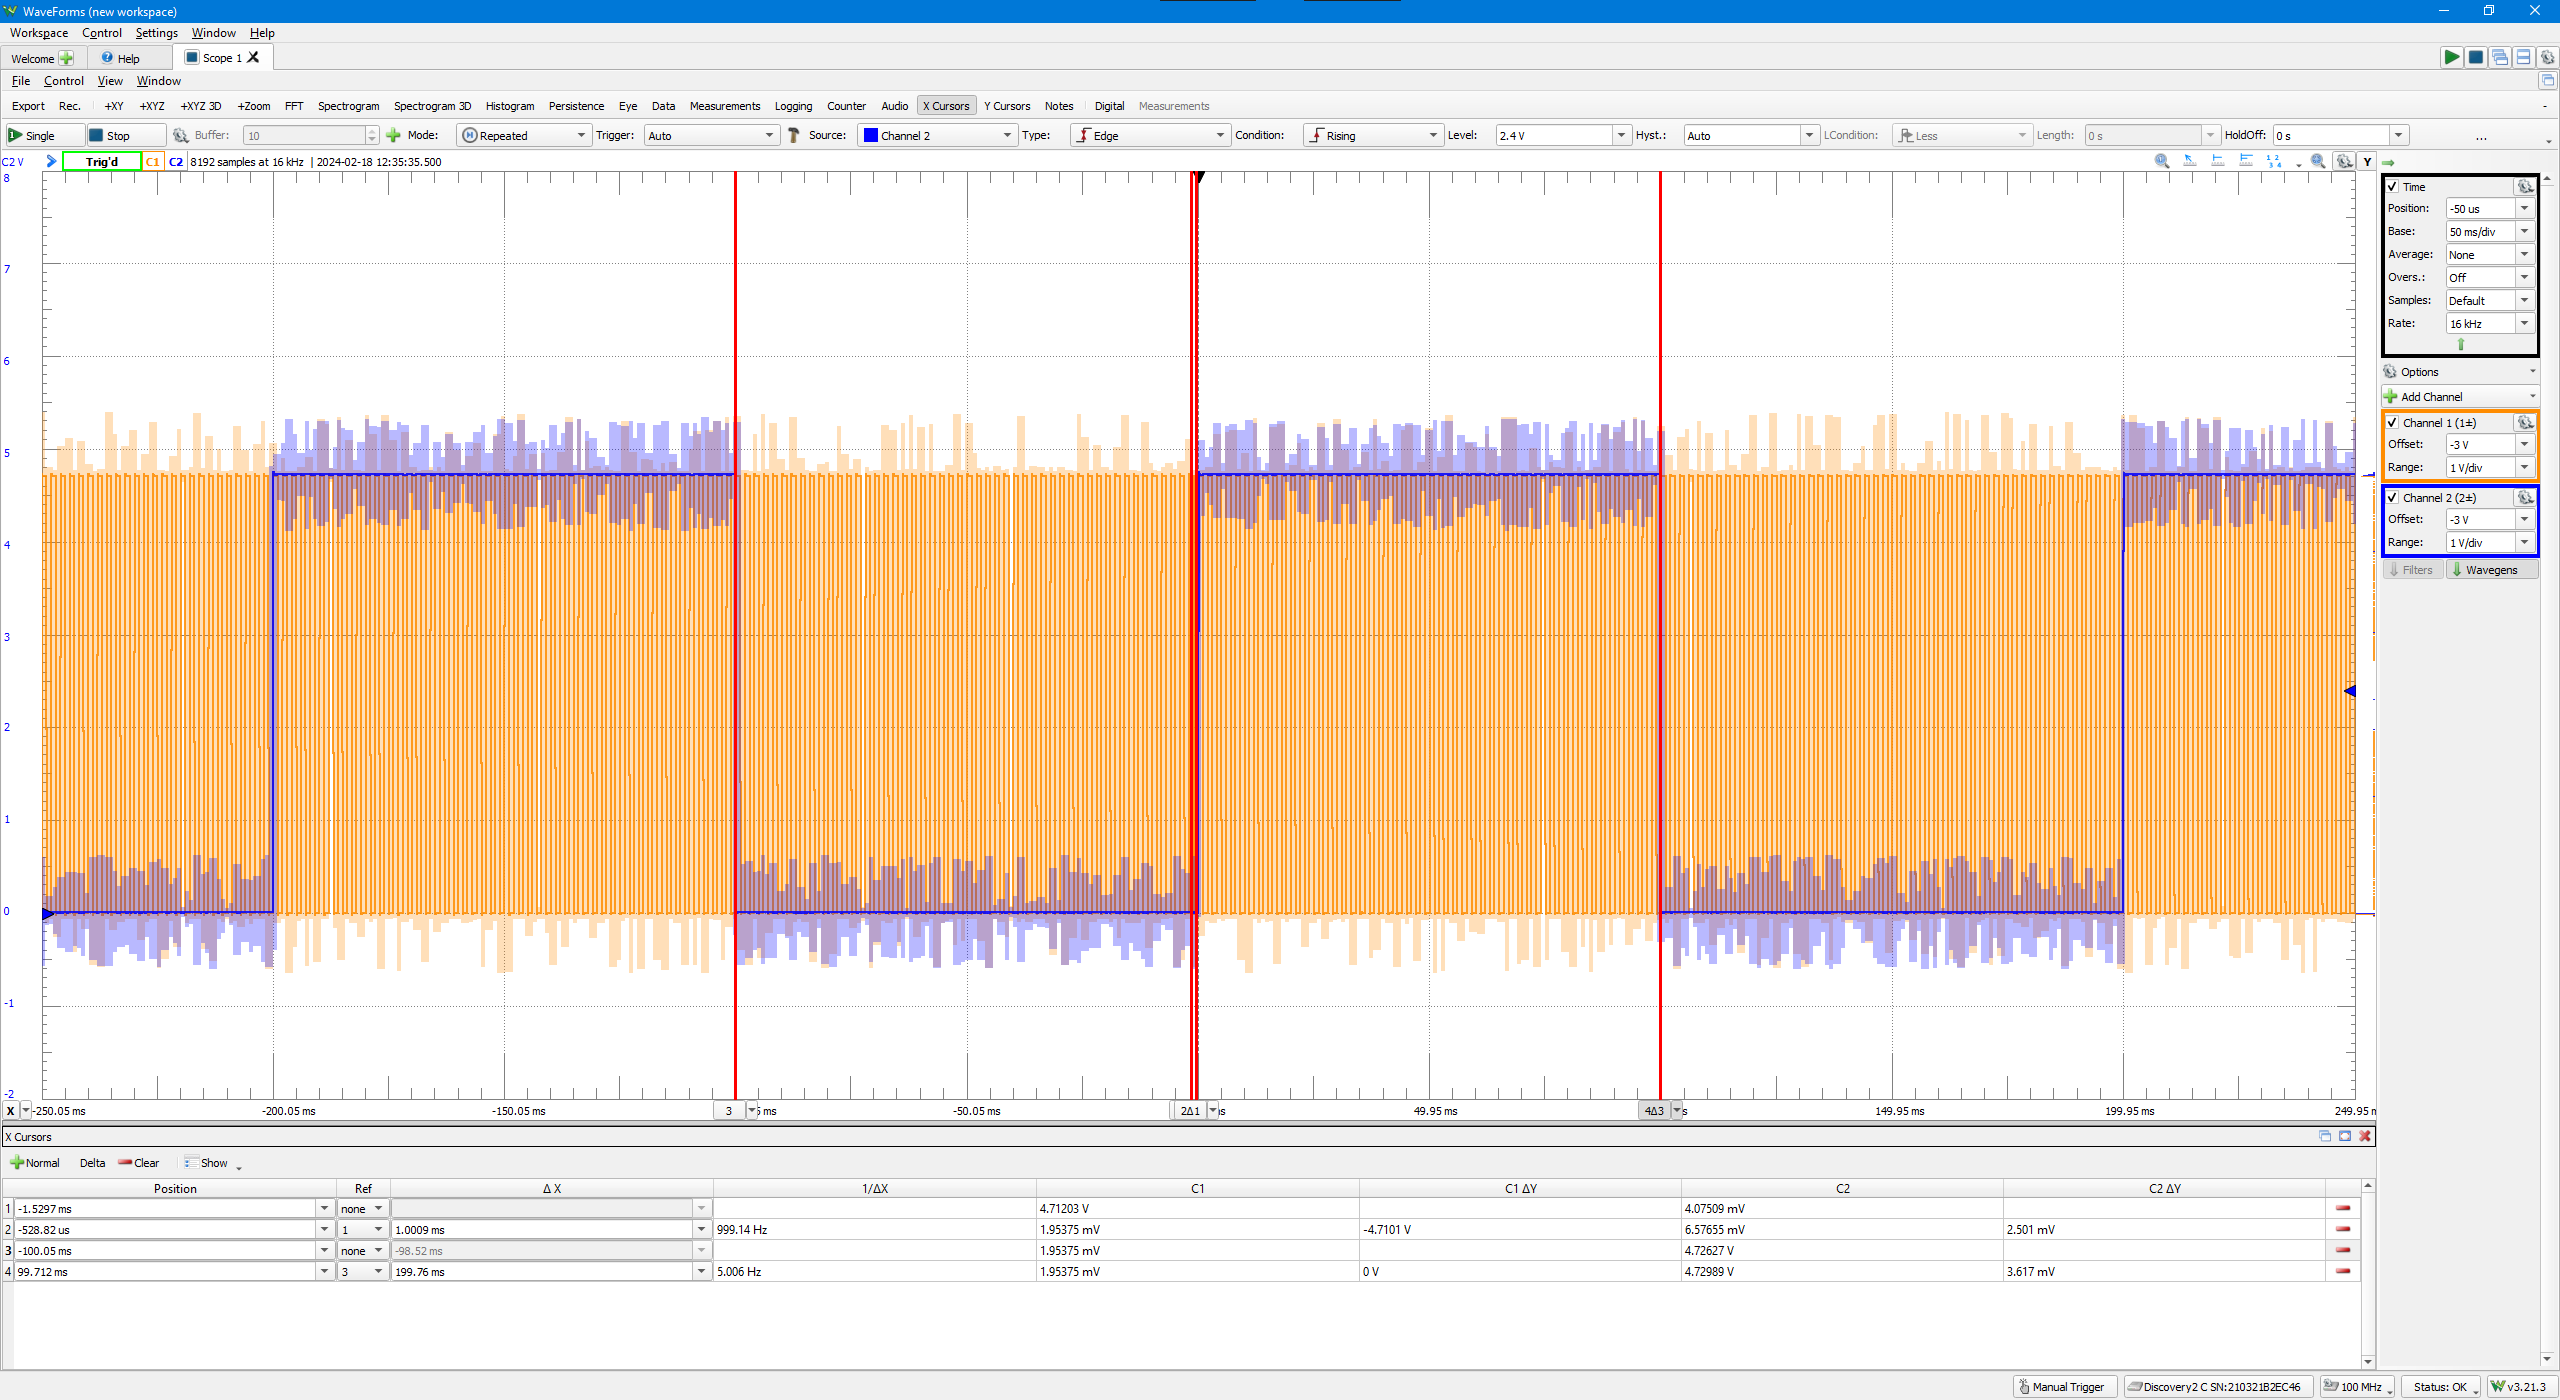 WaveForms (new workspace)
Workspace Control Settings Window Help
Welcome Help Scope 1
File Control View Window
Export Rec. +XY +XYZ +XYZ 3D +Zoom FFT Spectrogram Spectrogram 3D Histogram Persistence Eye Data Measurements Logging Counter Audio X Cursors Y Cursors Notes Digital Measurements
Single Stop Buffer: 10 Mode: Repeated Trigger: Auto Source: Channel 2 Type: Edge Condition: Rising Level: 2.4 V Hyst.: Auto LCondition: Less Length: 0 s HoldOff: 0 s ...
C2 V Trig'd C1 C2 8192 samples at 16 kHz | 2024-02-18 12:35:35.500 Y
8
7
6
5
4
3
2
1
0
-1
-2
X -250.05 ms -200.05 ms -150.05 ms 3 ms -50.05 ms 2Δ1 49.95 ms 4Δ3 149.95 ms 199.95 ms 249.95 m
Time
Position: -50 us
Base: 50 ms/div
Average: None
Overs.: Off
Samples: Default
Rate: 16 kHz
Options
Add Channel
Channel 1 (1±)
Offset: -3 V
Range: 1 V/div
Channel 2 (2±)
Offset: -3 V
Range: 1 V/div
Filters Wavegens
X Cursors
Normal Delta Clear Show
Position Ref Δ X 1/ΔX C1 C1 ΔY C2 C2 ΔY
1 -1.5297 ms none 4.71203 V 4.07509 mV
2 -528.82 us 1 1.0009 ms 999.14 Hz 1.95375 mV -4.7101 V 6.57655 mV 2.501 mV
3 -100.05 ms none -98.52 ms 1.95375 mV 4.72627 V
4 99.712 ms 3 199.76 ms 5.006 Hz 1.95375 mV 0 V 4.72989 V 3.617 mV
Manual Trigger Discovery2 C SN:210321B2EC46 100 MHz Status: OK v3.21.3